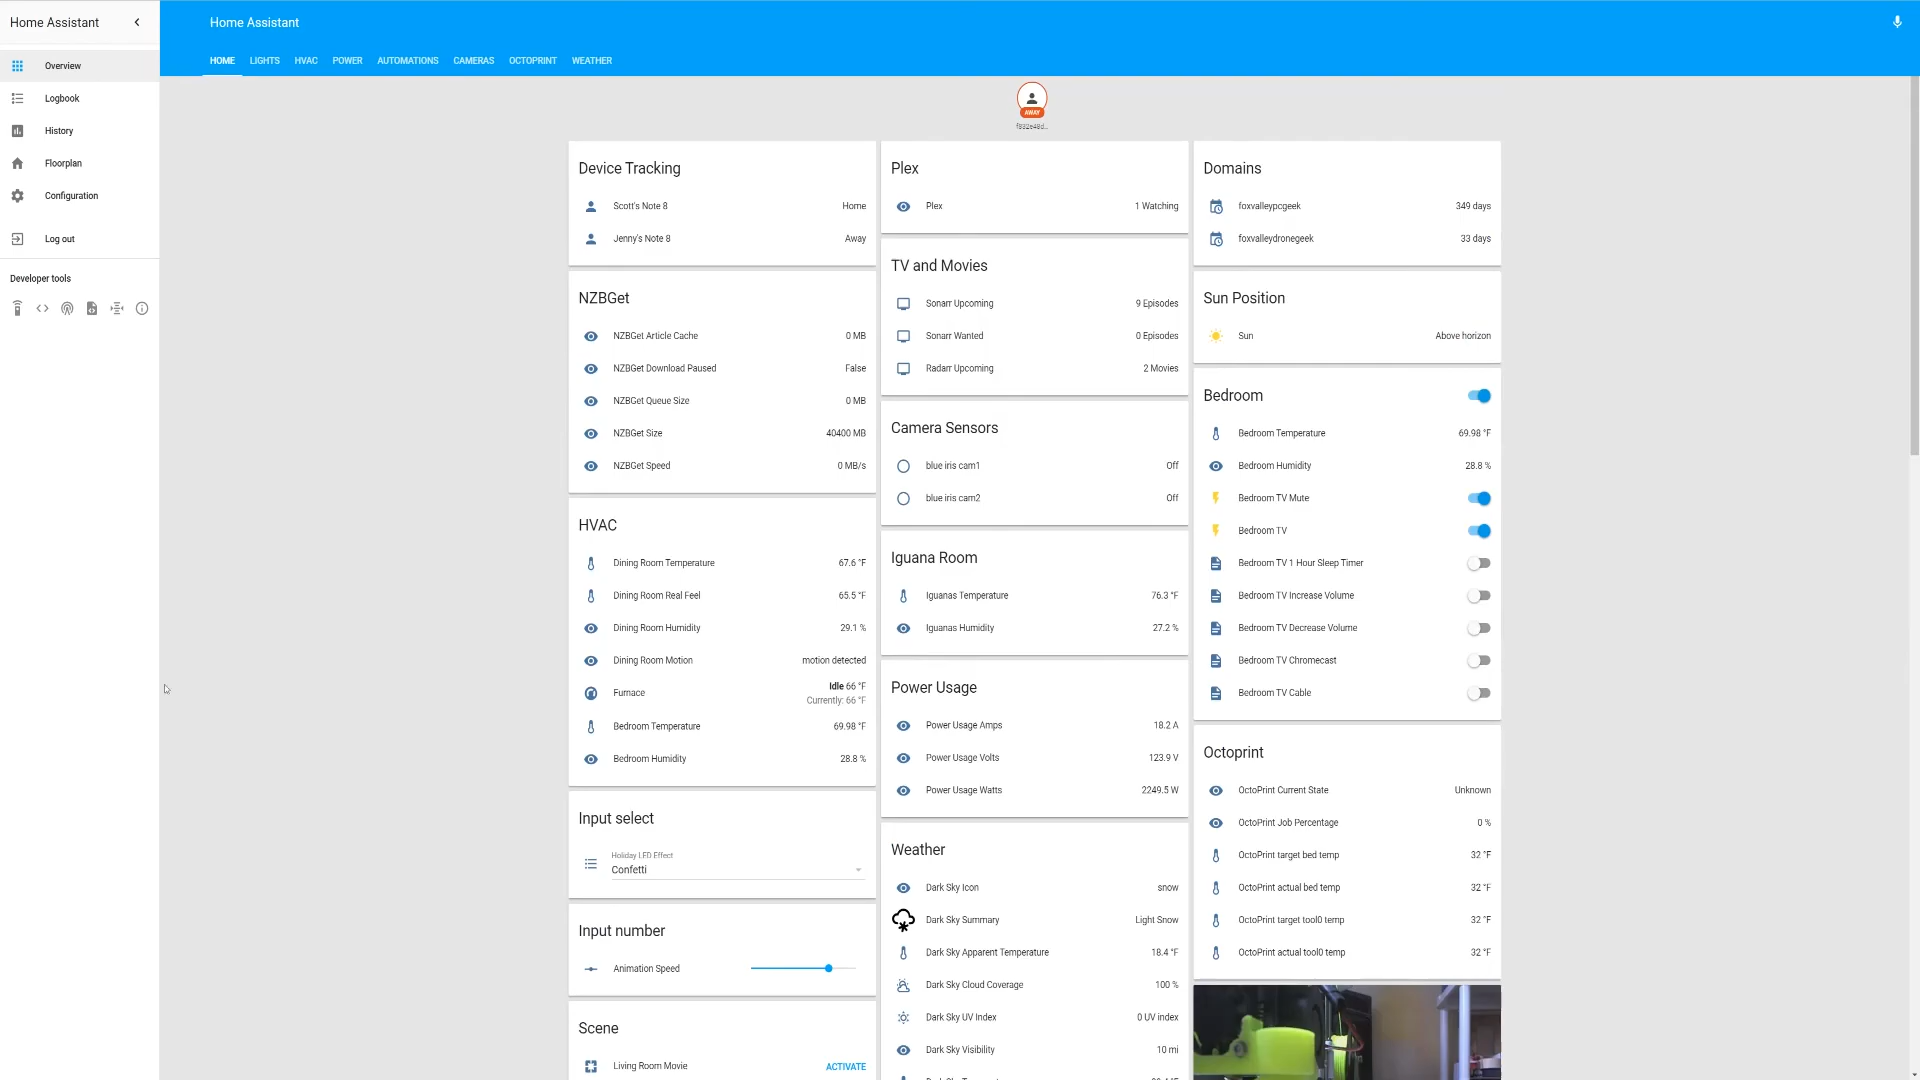 Home Assistant
Overview
Logbook
History
Floorplan
Configuration
Log out
Developer tools
Home Assistant
HOME LIGHTS HVAC POWER AUTOMATIONS CAMERAS OCTOPRINT WEATHER
AWAY
Device Tracking
Scott's Note 8 Home
Jenny's Note 8 Away
NZBGet
NZBGet Article Cache 0 MB
NZBGet Download Paused False
NZBGet Queue Size 0 MB
NZBGet Size 40400 MB
NZBGet Speed 0 MB/s
HVAC
Dining Room Temperature 67.6 °F
Dining Room Real Feel 65.5 °F
Dining Room Humidity 29.1 %
Dining Room Motion motion detected
Furnace Idle 66 °F
Currently: 66 °F
Bedroom Temperature 69.98 °F
Bedroom Humidity 28.8 %
Input select
Holiday LED Effect
Confetti
Input number
Animation Speed
Scene
Living Room Movie ACTIVATE
Plex
Plex 1 Watching
TV and Movies
Sonarr Upcoming 9 Episodes
Sonarr Wanted 0 Episodes
Radarr Upcoming 2 Movies
Camera Sensors
blue iris cam1 Off
blue iris cam2 Off
Iguana Room
Iguanas Temperature 76.3 °F
Iguanas Humidity 27.2 %
Power Usage
Power Usage Amps 18.2 A
Power Usage Volts 123.9 V
Power Usage Watts 2249.5 W
Weather
Dark Sky Icon snow
Dark Sky Summary Light Snow
Dark Sky Apparent Temperature 18.4 °F
Dark Sky Cloud Coverage 100 %
Dark Sky UV Index 0 UV index
Dark Sky Visibility 10 mi
Domains
foxvalleypcgeek 349 days
foxvalleydronegeek 33 days
Sun Position
Sun Above horizon
Bedroom
Bedroom Temperature 69.98 °F
Bedroom Humidity 28.8 %
Bedroom TV Mute
Bedroom TV
Bedroom TV 1 Hour Sleep Timer
Bedroom TV Increase Volume
Bedroom TV Decrease Volume
Bedroom TV Chromecast
Bedroom TV Cable
Octoprint
OctoPrint Current State Unknown
OctoPrint Job Percentage 0 %
OctoPrint target bed temp 32 °F
OctoPrint actual bed temp 32 °F
OctoPrint target tool0 temp 32 °F
OctoPrint actual tool0 temp 32 °F